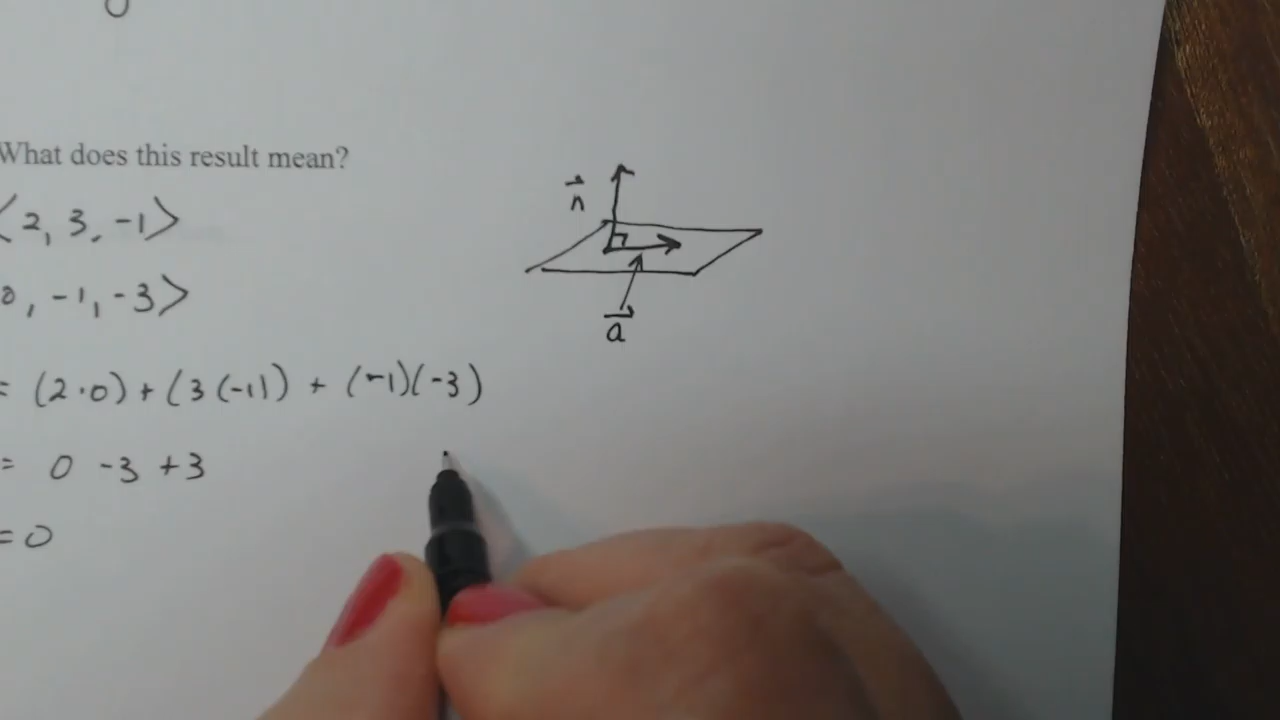 What does this result mean?
⟨2, 3, -1⟩
0, -1, -3⟩
= (2·0) + (3(-1)) + (-1)(-3)
= 0 -3 +3
= 0
n⃗
a⃗